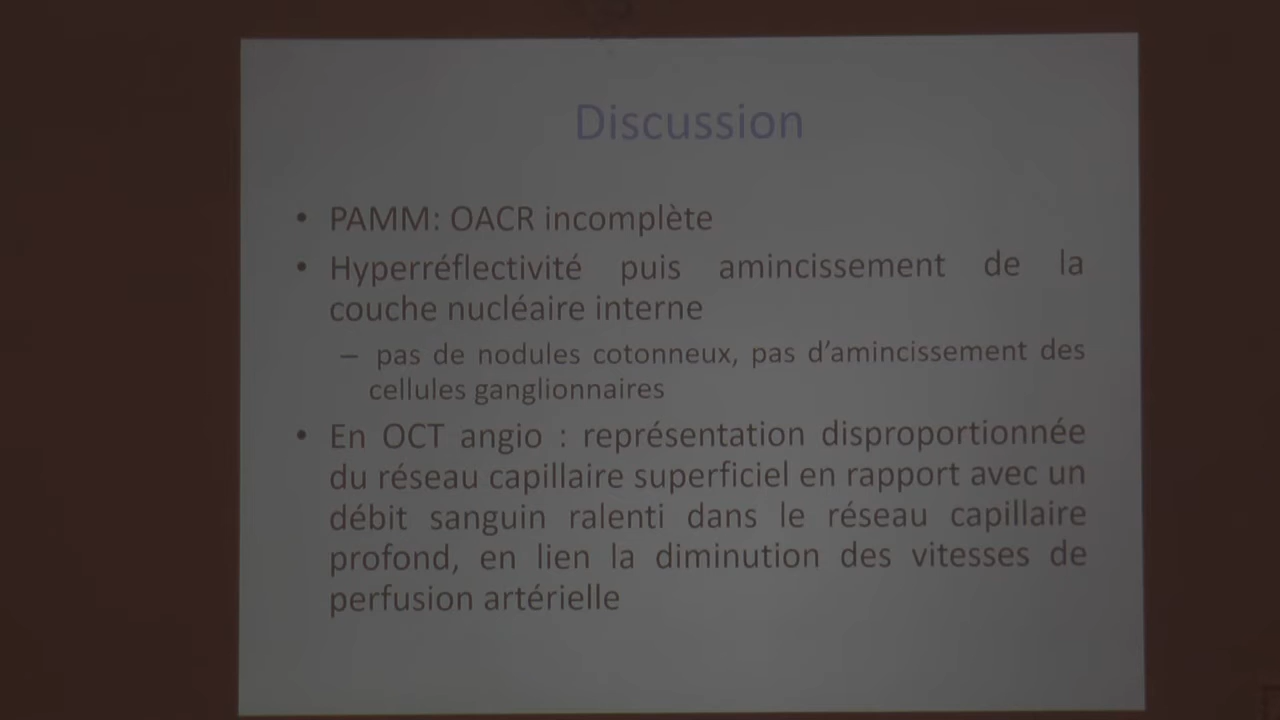 Discussion
• PAMM: OACR incomplète
• Hyperréflectivité puis amincissement de la
couche nucléaire interne
– pas de nodules cotonneux, pas d’amincissement des
cellules ganglionnaires
• En OCT angio : représentation disproportionnée
du réseau capillaire superficiel en rapport avec un
débit sanguin ralenti dans le réseau capillaire
profond, en lien la diminution des vitesses de
perfusion artérielle